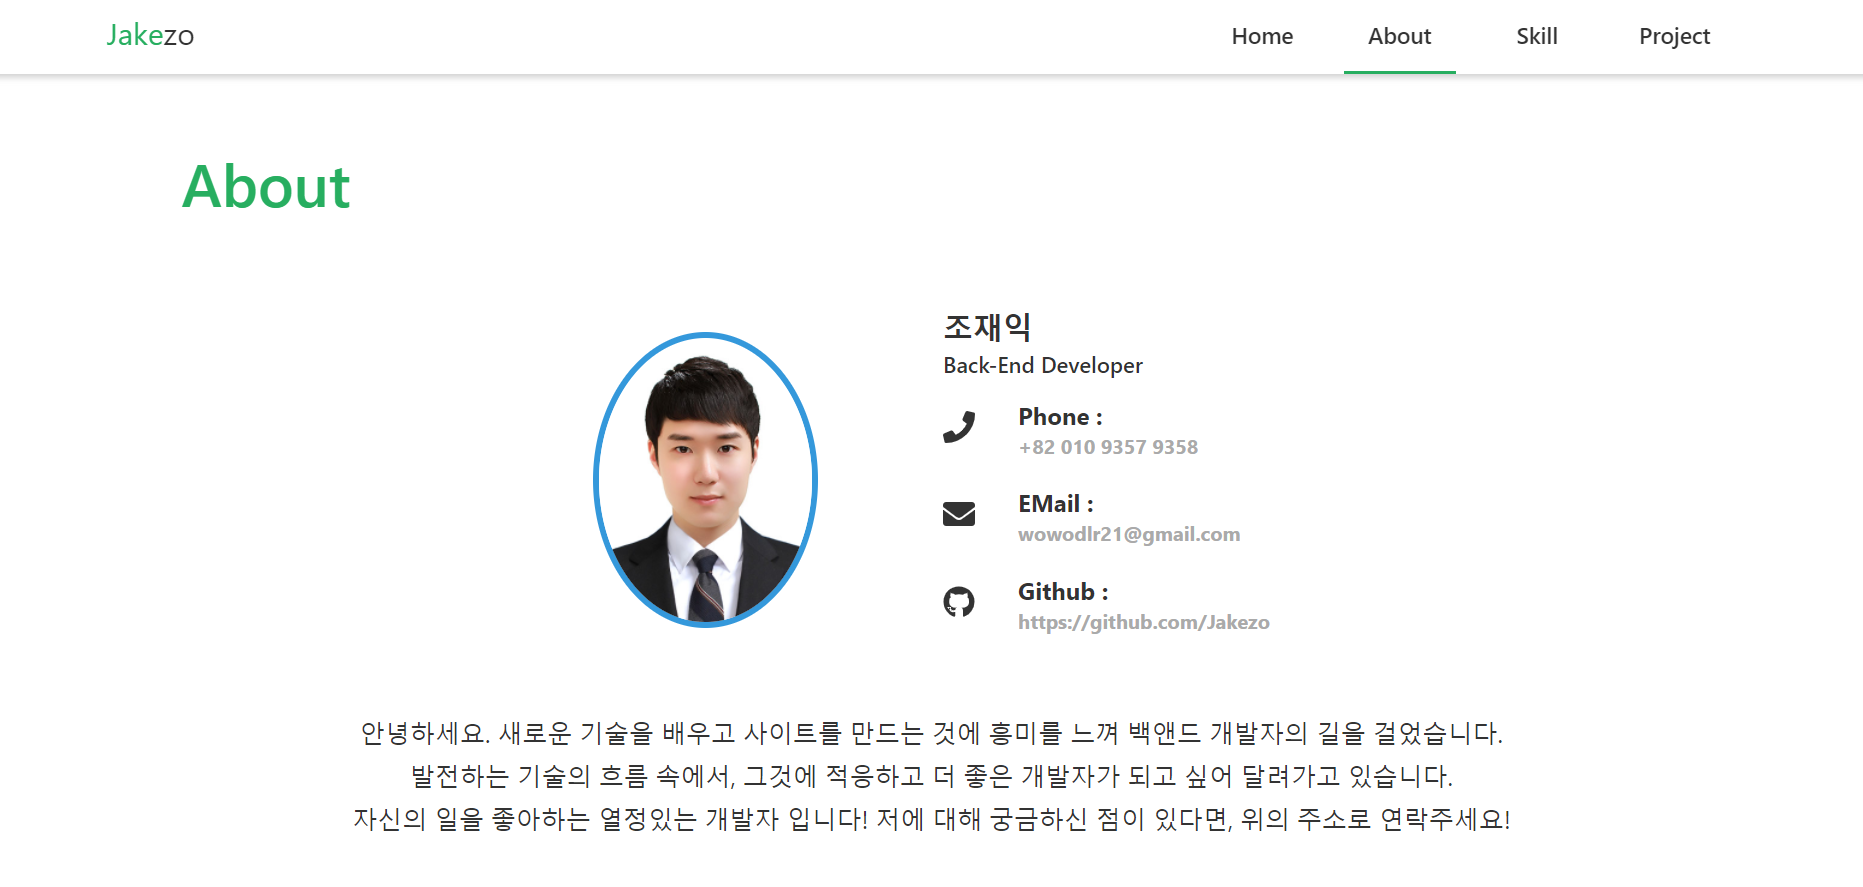 Jakezo
Home About Skill Project
About
조재익
Back-End Developer
Phone :
+82 010 9357 9358
EMail :
wowodlr21@gmail.com
Github :
https://github.com/Jakezo
안녕하세요. 새로운 기술을 배우고 사이트를 만드는 것에 흥미를 느껴 백앤드 개발자의 길을 걸었습니다.
발전하는 기술의 흐름 속에서, 그것에 적응하고 더 좋은 개발자가 되고 싶어 달려가고 있습니다.
자신의 일을 좋아하는 열정있는 개발자 입니다! 저에 대해 궁금하신 점이 있다면, 위의 주소로 연락주세요!